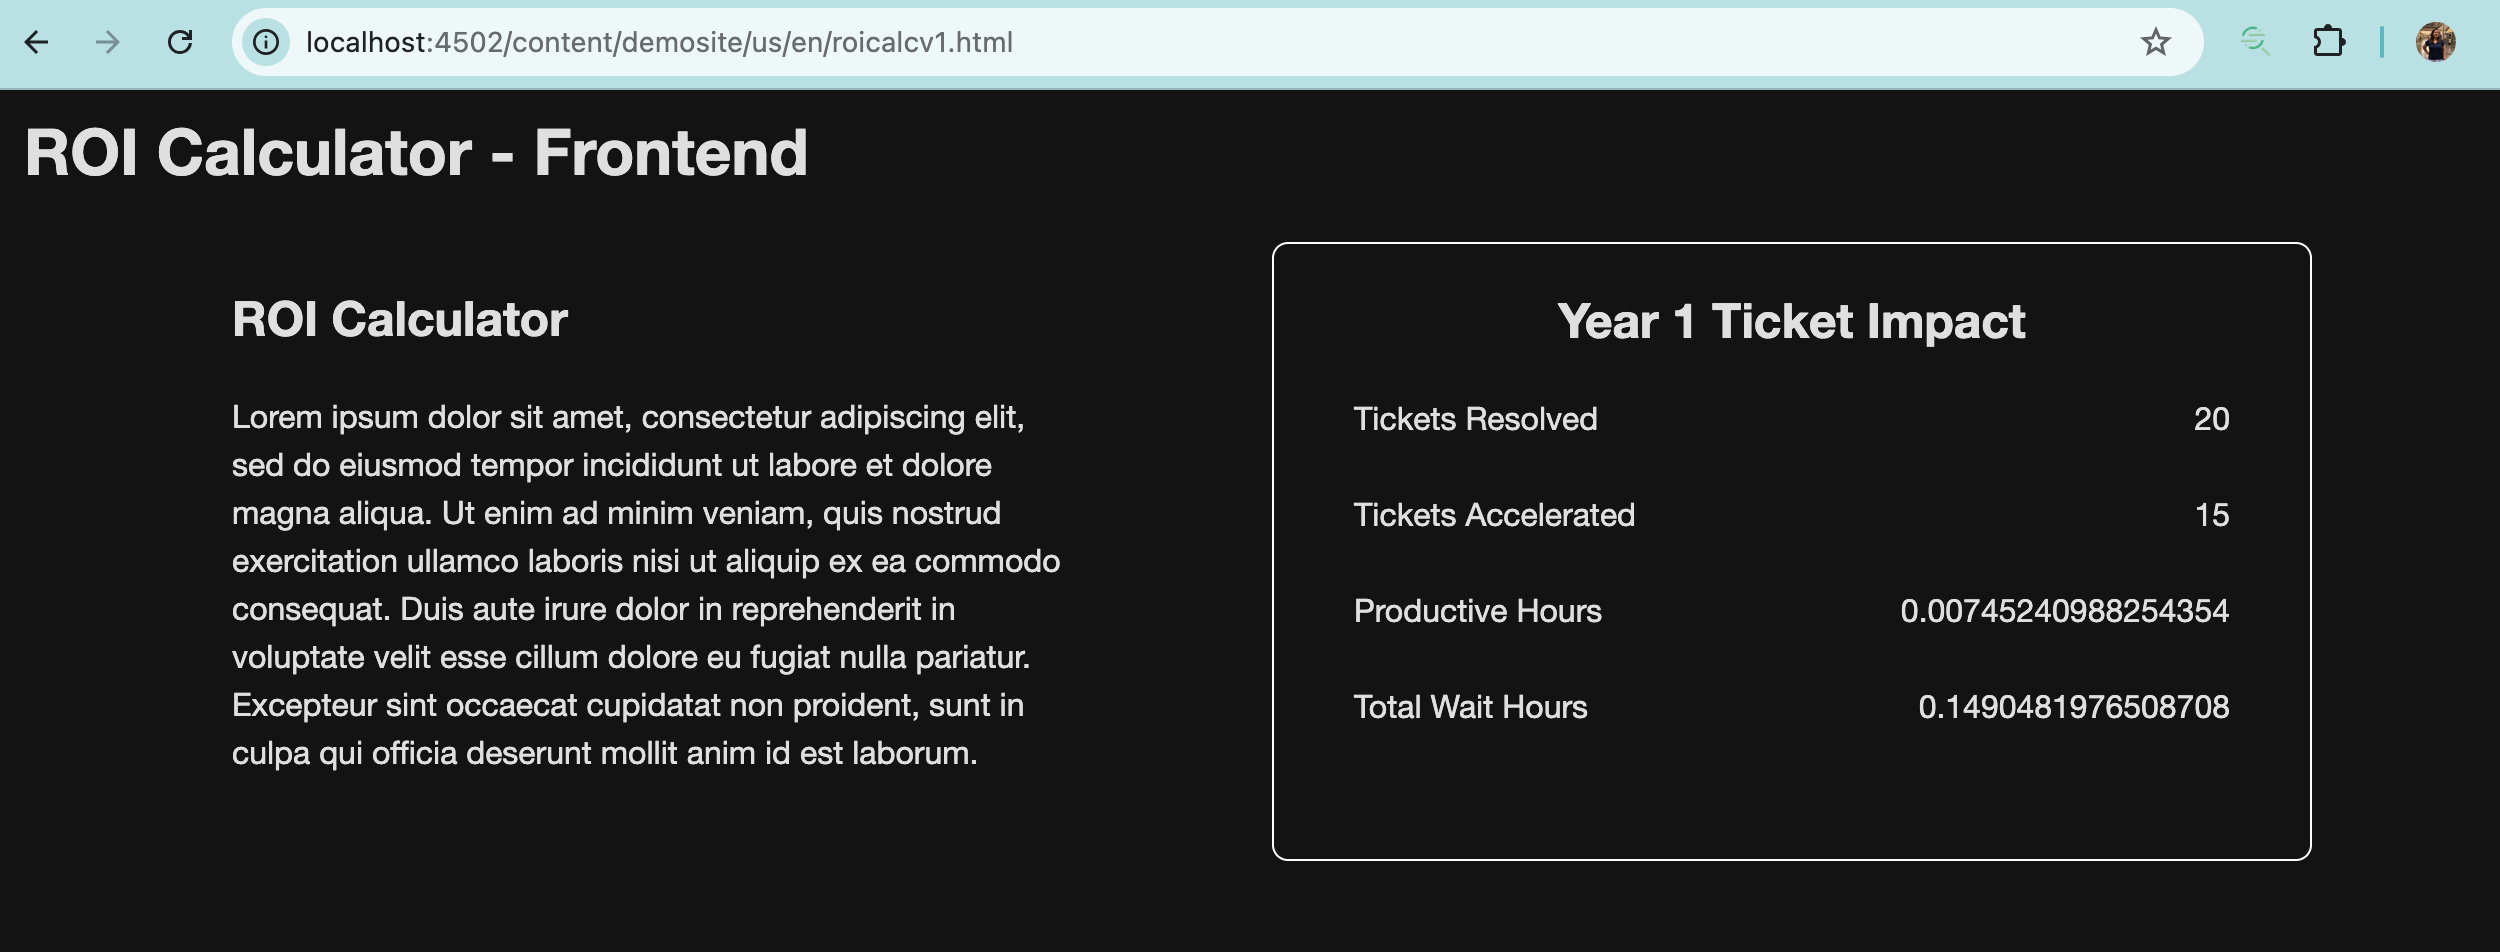 localhost:4502/content/demosite/us/en/roicalcv1.html
ROI Calculator - Frontend
ROI Calculator
Lorem ipsum dolor sit amet, consectetur adipiscing elit,
sed do eiusmod tempor incididunt ut labore et dolore
magna aliqua. Ut enim ad minim veniam, quis nostrud
exercitation ullamco laboris nisi ut aliquip ex ea commodo
consequat. Duis aute irure dolor in reprehenderit in
voluptate velit esse cillum dolore eu fugiat nulla pariatur.
Excepteur sint occaecat cupidatat non proident, sunt in
culpa qui officia deserunt mollit anim id est laborum.
Year 1 Ticket Impact
Tickets Resolved 20
Tickets Accelerated 15
Productive Hours 0.00745240988254354
Total Wait Hours 0.1490481976508708